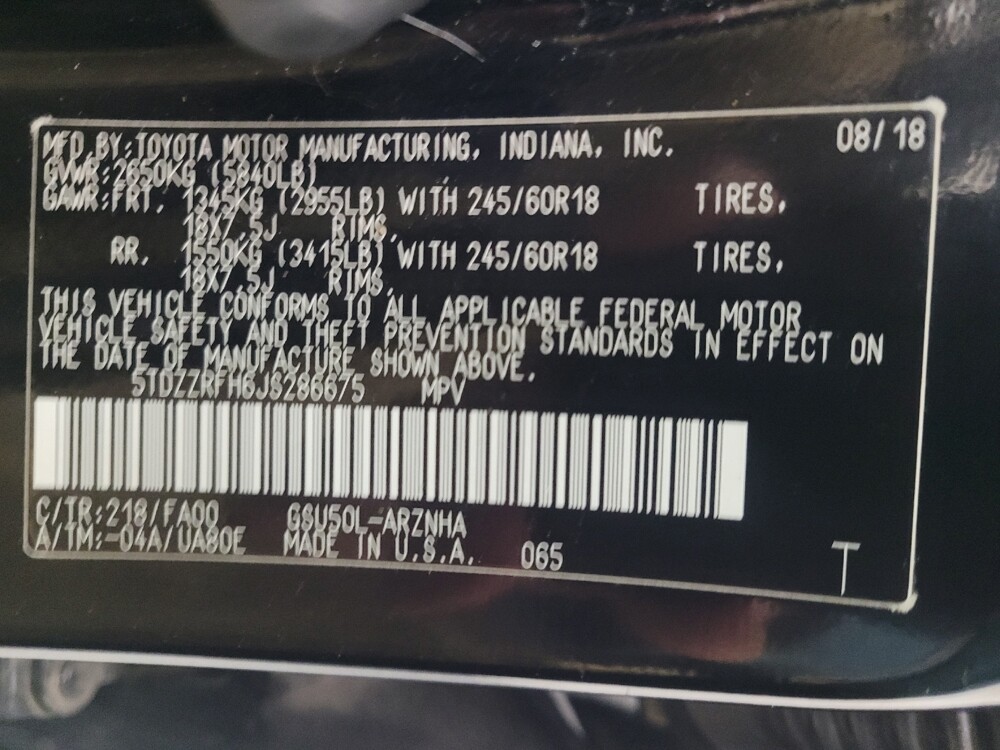 MFD.BY:TOYOTA MOTOR MANUFACTURING, INDIANA, INC. 08/18
GVWR:2650KG (5840LB)
GAWR:FRT. 1345KG (2955LB) WITH 245/60R18 TIRES,
18X7.5J RIMS,
RR. 1550KG (3415LB) WITH 245/60R18 TIRES,
18X7.5J RIMS,
THIS VEHICLE CONFORMS TO ALL APPLICABLE FEDERAL MOTOR
VEHICLE SAFETY AND THEFT PREVENTION STANDARDS IN EFFECT ON
THE DATE OF MANUFACTURE SHOWN ABOVE.
5TDZZRFH6JS286675 MPV
C/TR:218/FA00 GSU50L-ARZNHA
A/TM:-04A/UA80E MADE IN U.S.A. 065 T